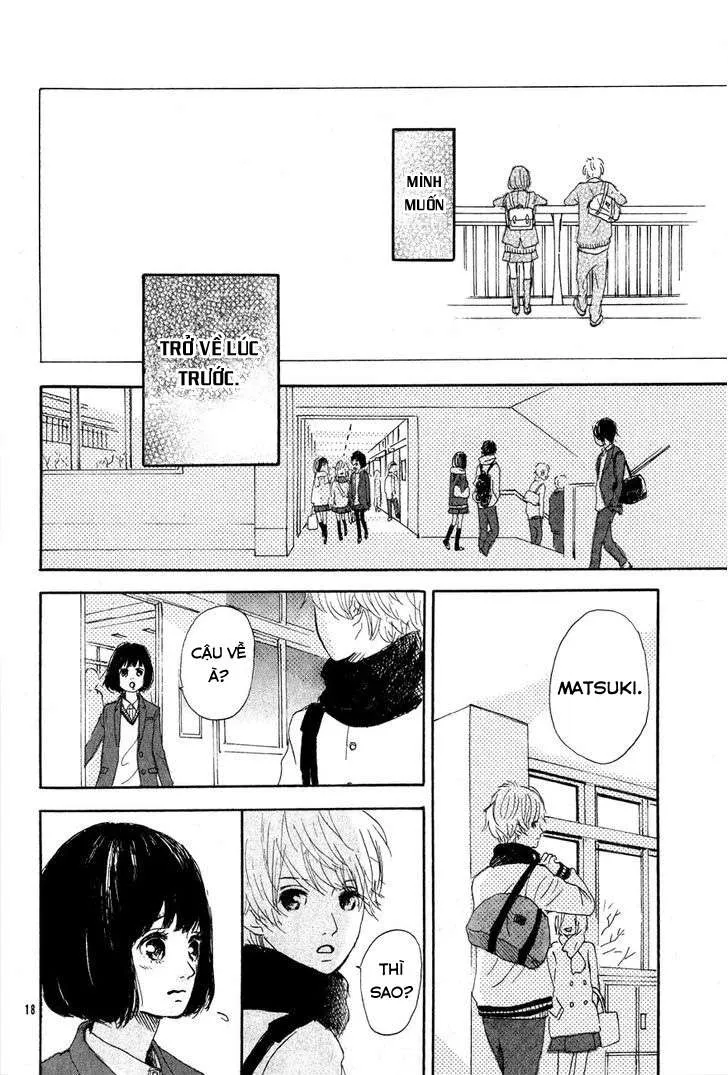 MÌNH
MUỐN
TRỞ VỀ LÚC
TRƯỚC.
MATSUKI.
CẬU VỀ
À?
THÌ
SAO?
18